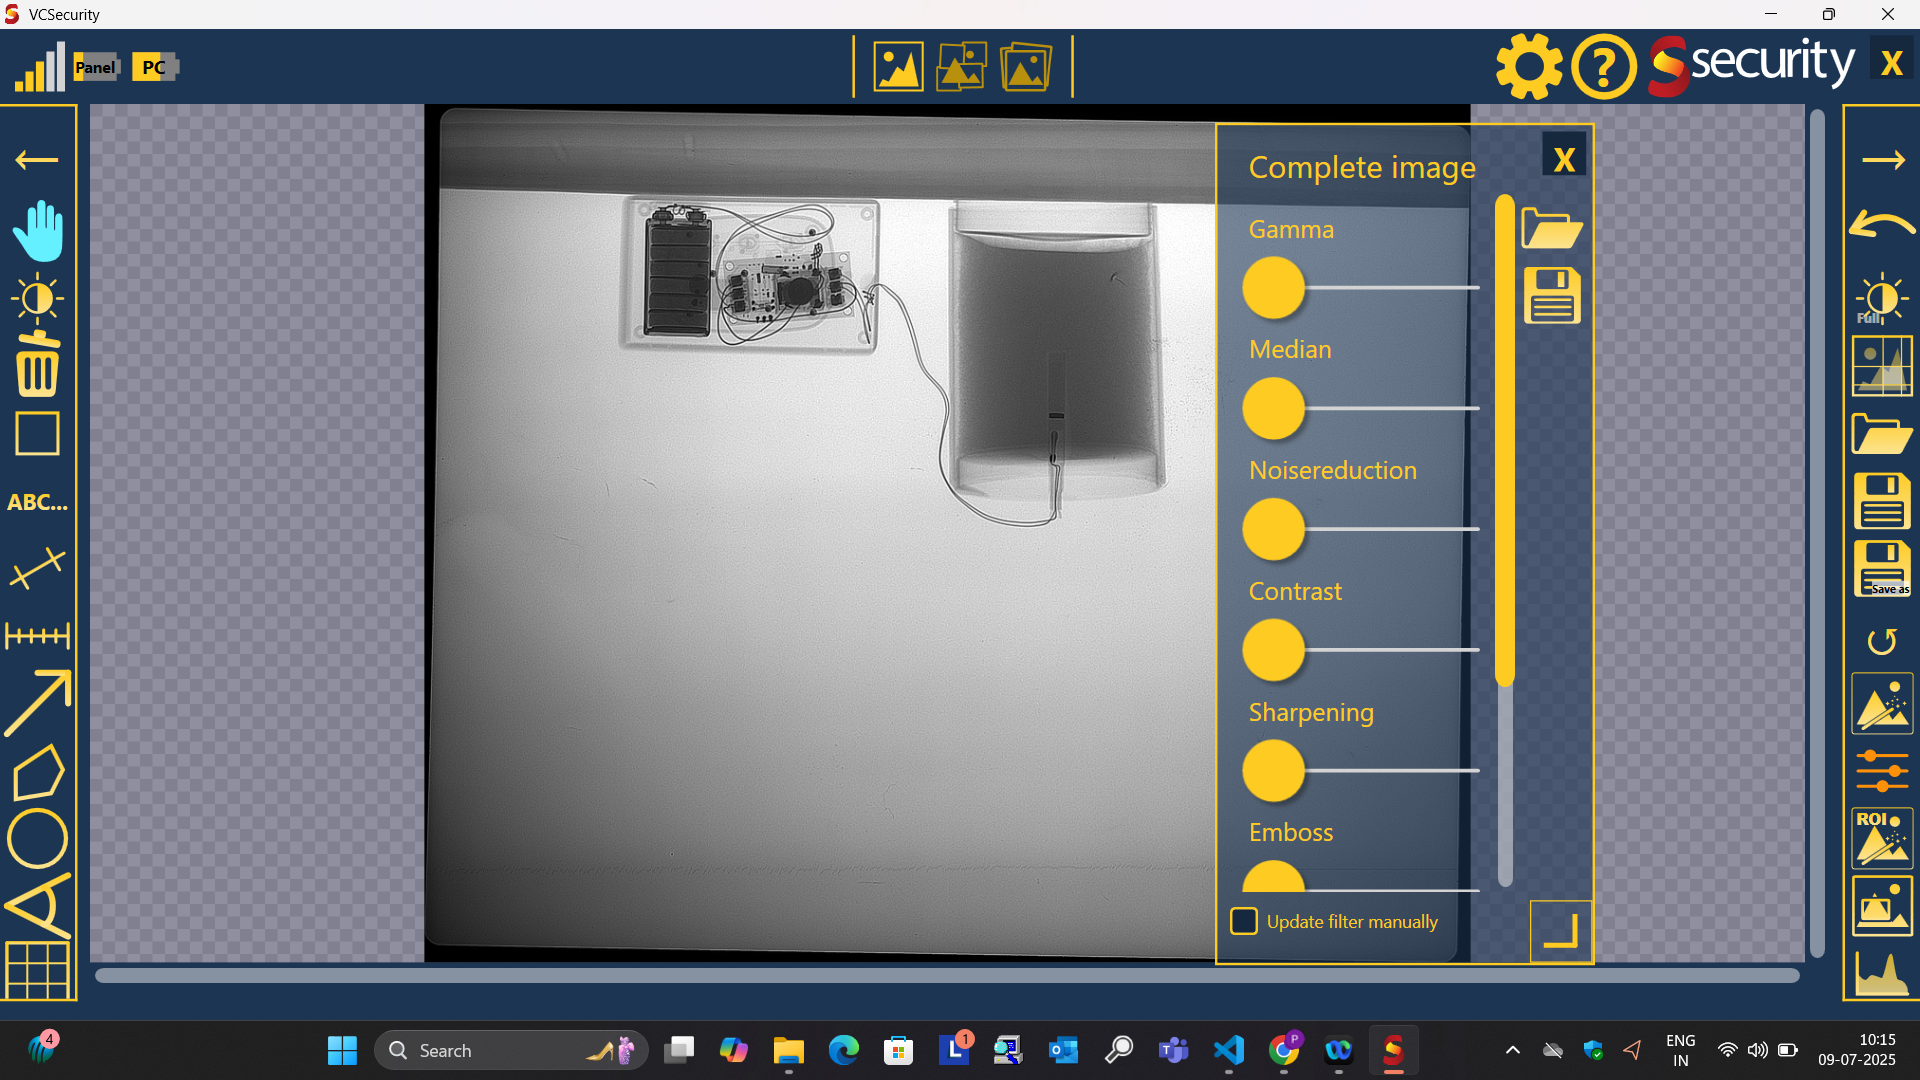 VCSecurity
Panel
PC
security
X
Complete image
X
Gamma
Median
Noisereduction
Contrast
Sharpening
Emboss
Update filter manually
ABC...
Full
Save as
ROI
4
Search
L
1
P
ENG
IN
10:15
09-07-2025